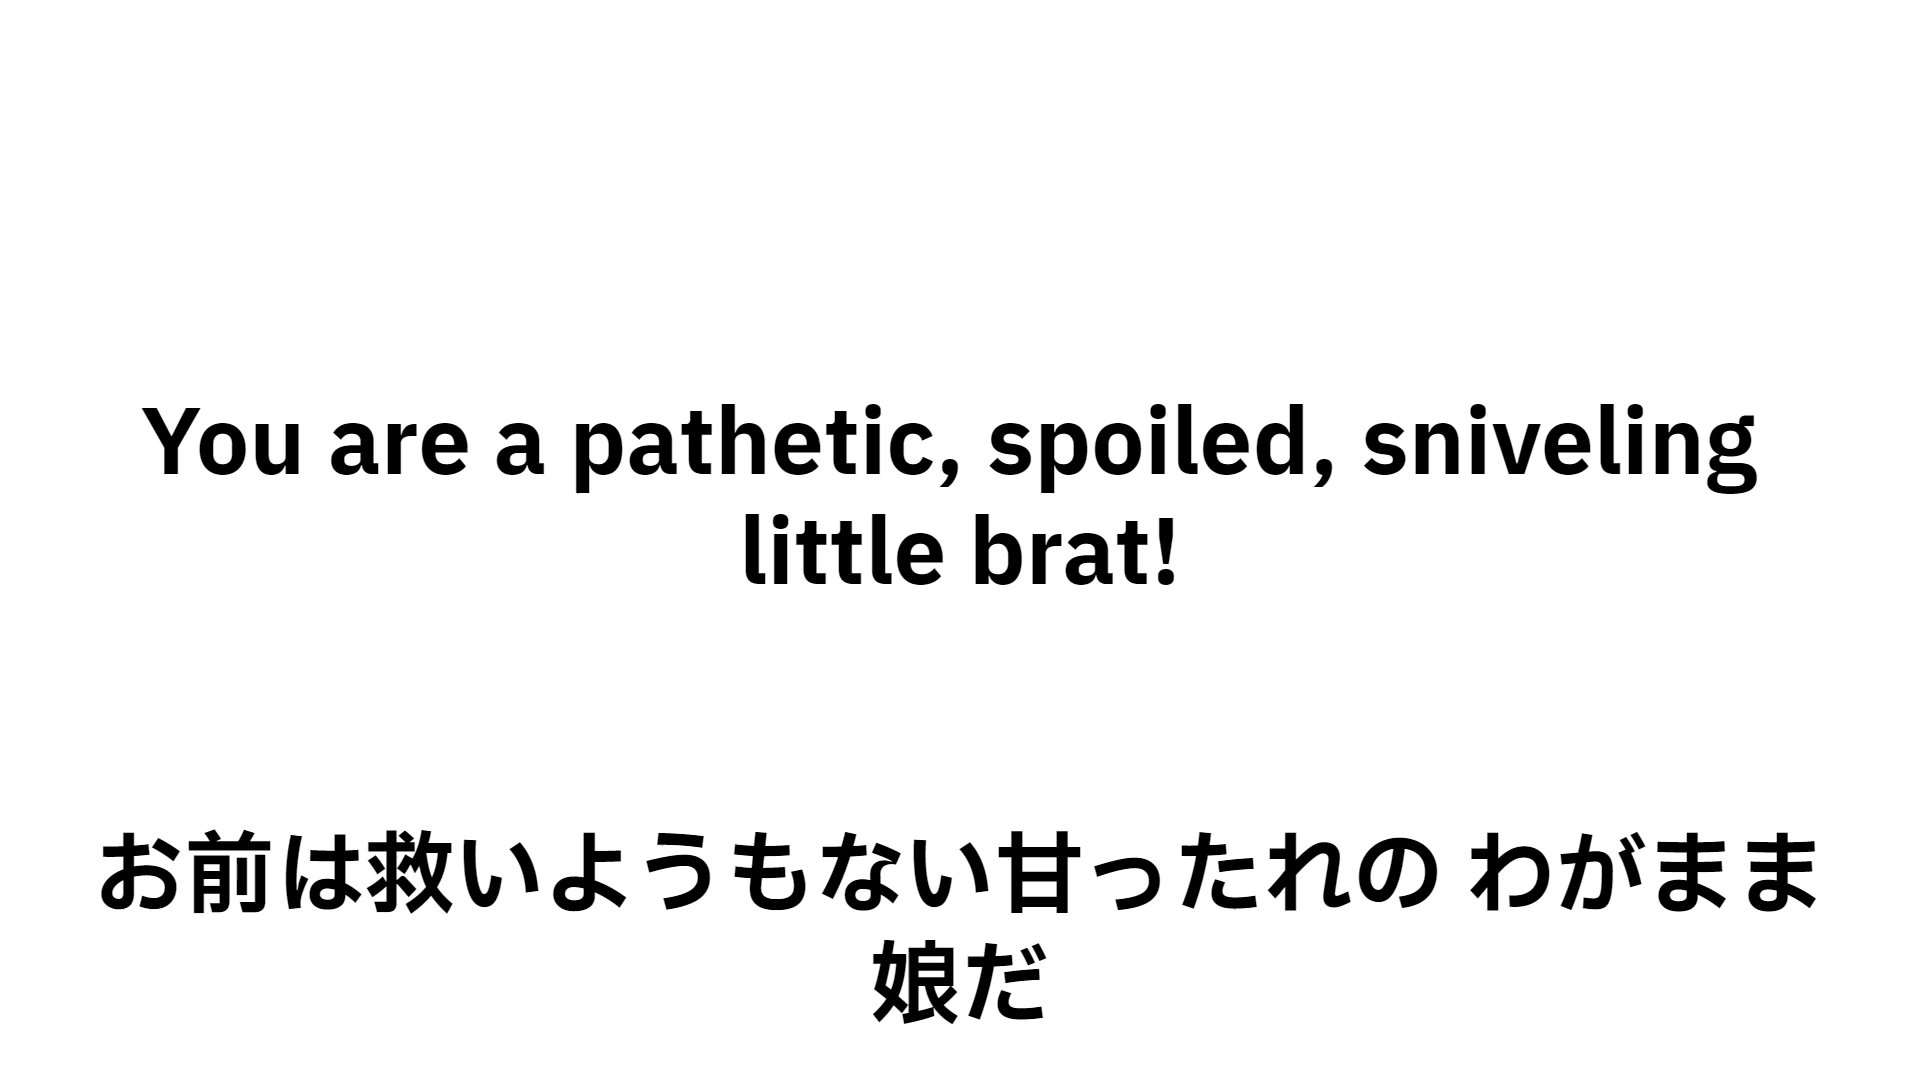 You are a pathetic, spoiled, sniveling
little brat!
お前は救いようもない甘ったれの わがまま
娘だ